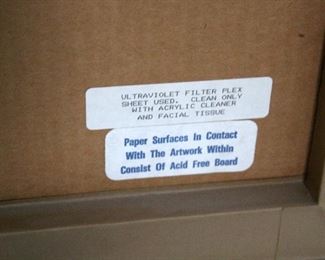 ULTRAVIOLET FILTER PLEX
SHEET USED. CLEAN ONLY
WITH ACRYLIC CLEANER
AND FACIAL TISSUE
Paper Surfaces In Contact
With The Artwork Within
Consist Of Acid Free Board